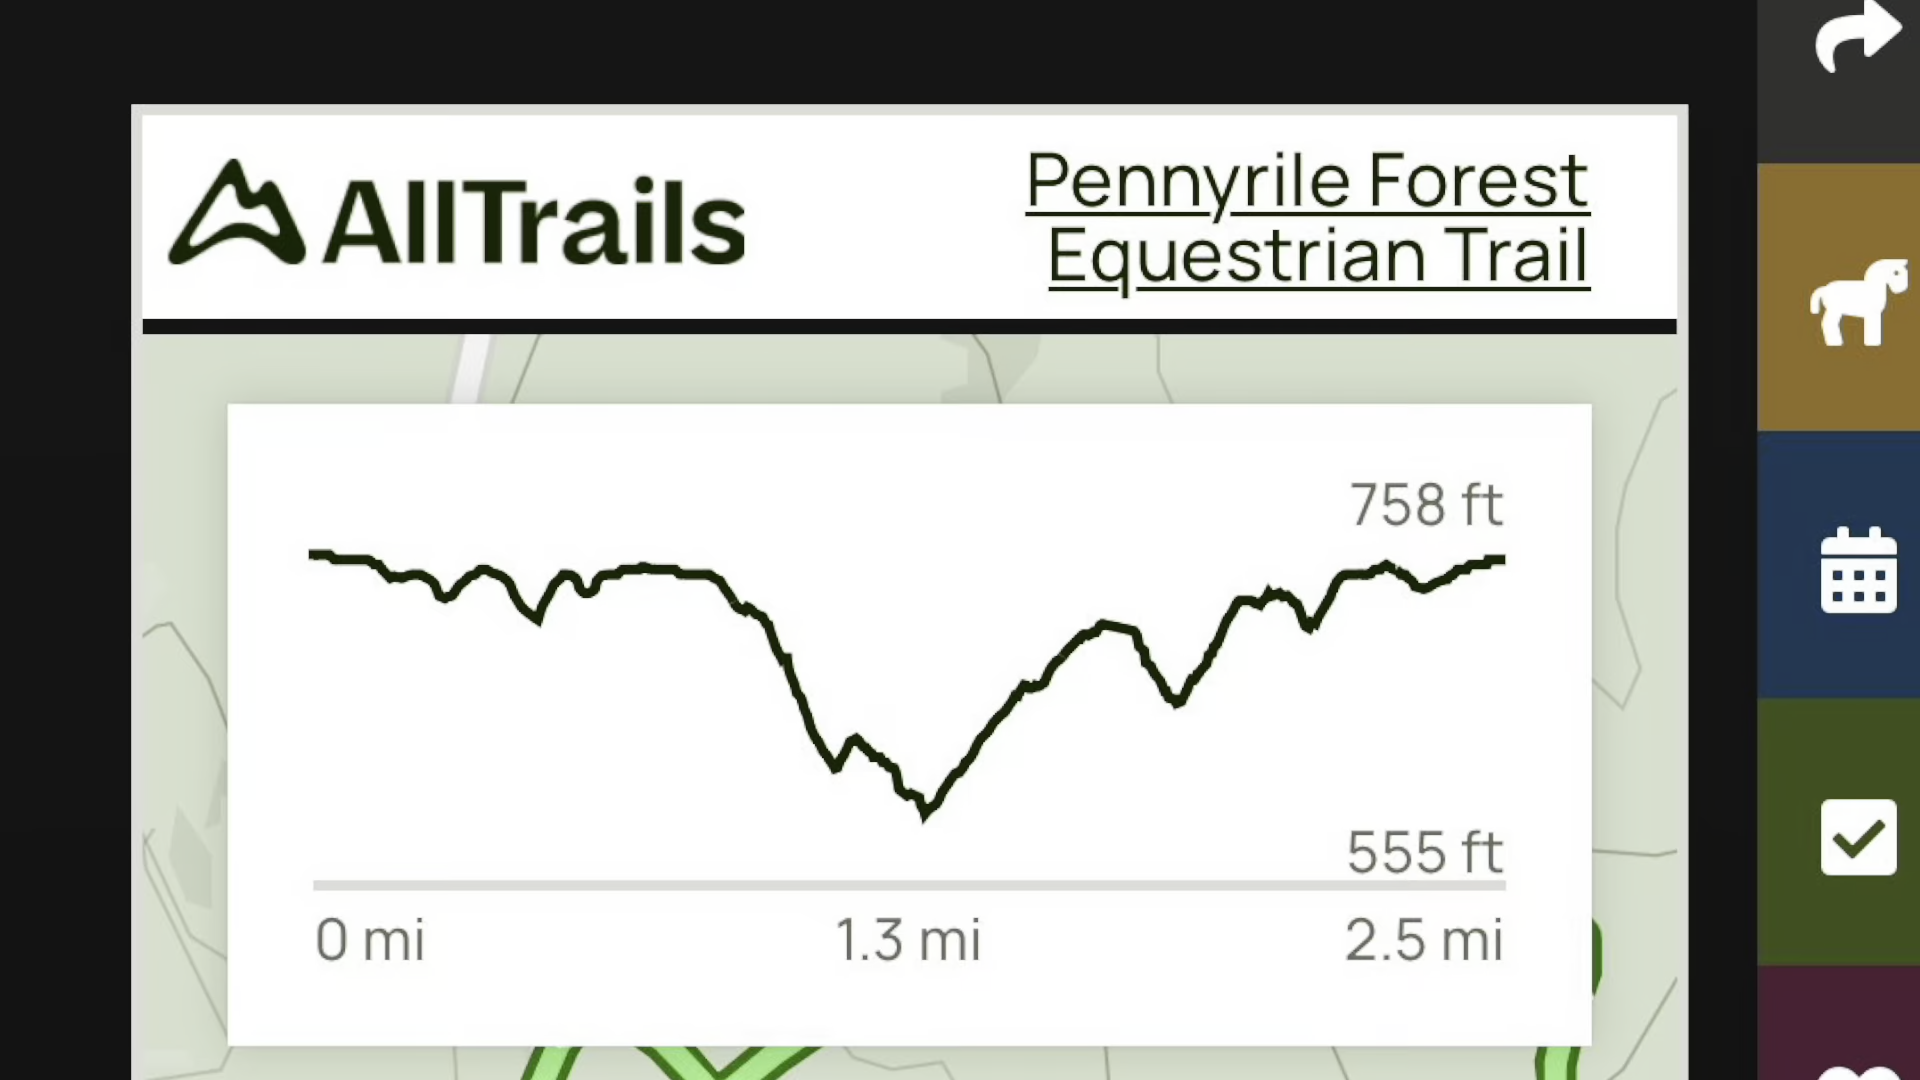 AllTrails
Pennyrile Forest
Equestrian Trail
758 ft
555 ft
0 mi
1.3 mi
2.5 mi